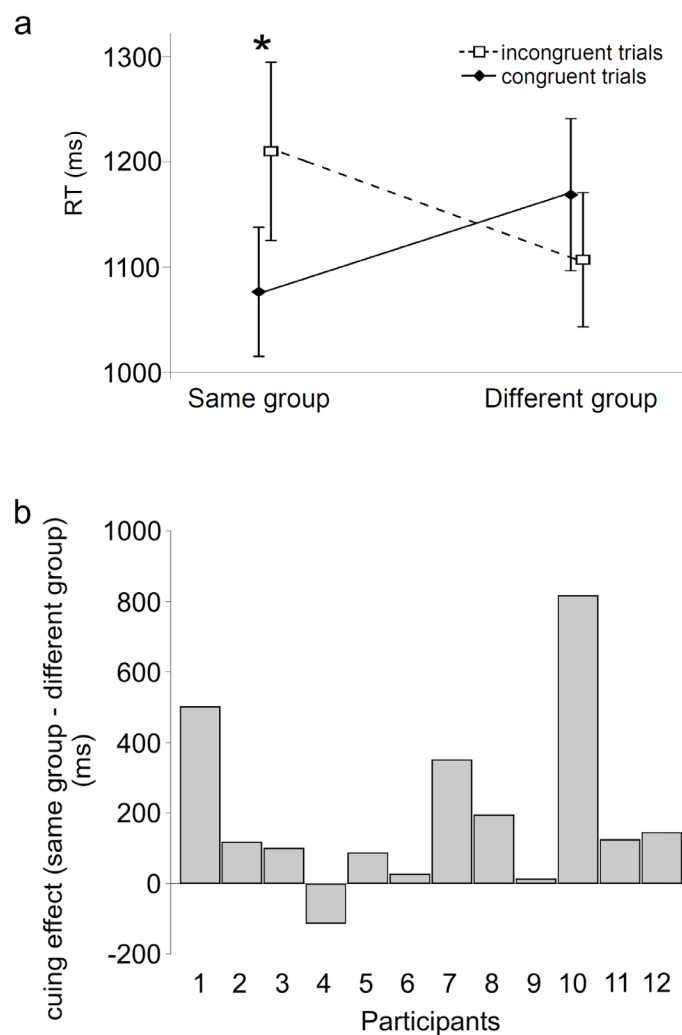 a
*
1300
1200
1100
1000
RT (ms)
incongruent trials
congruent trials
Same group
Different group
b
cuing effect (same group - different group)
(ms)
1000
800
600
400
200
0
-200
1 2 3 4 5 6 7 8 9 10 11 12
Participants